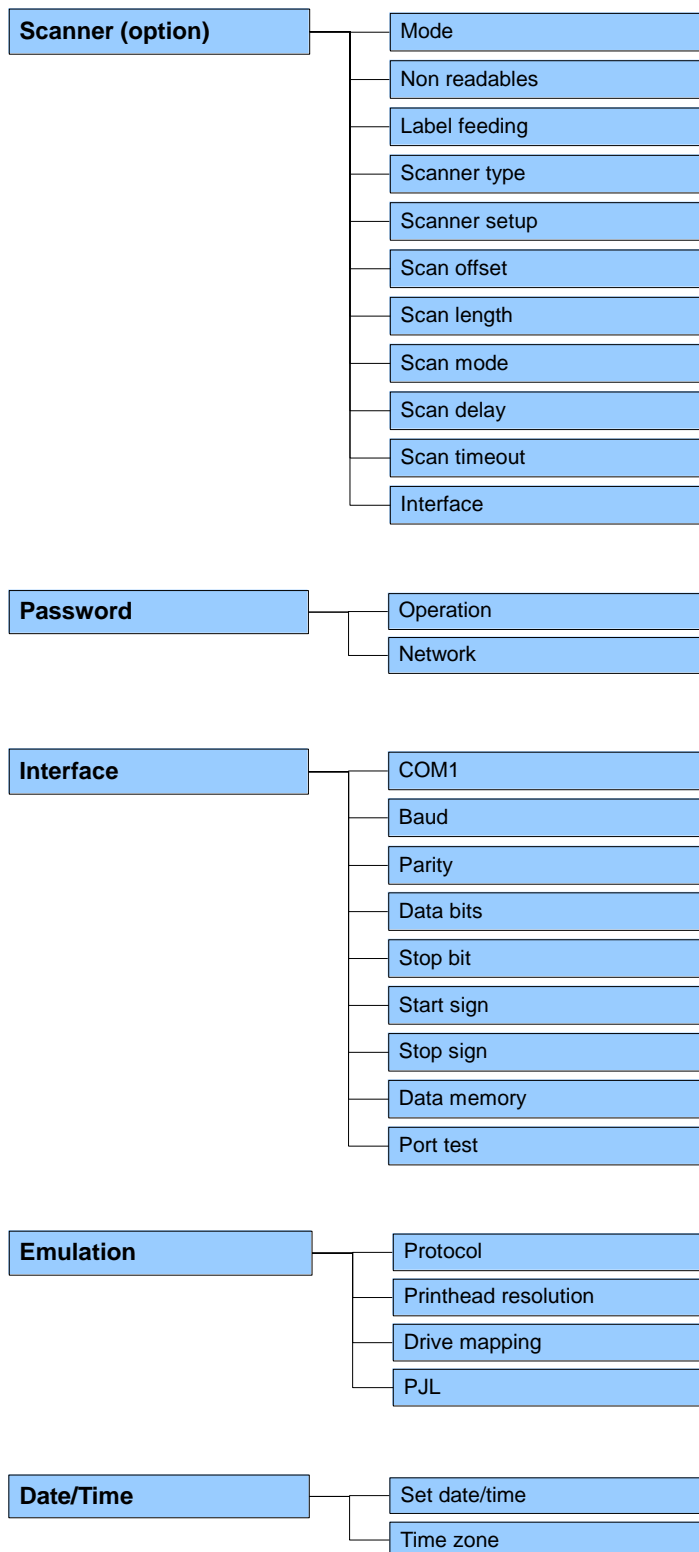 Scanner (option)
Mode
Non readables
Label feeding
Scanner type
Scanner setup
Scan offset
Scan length
Scan mode
Scan delay
Scan timeout
Interface
Password
Operation
Network
Interface
COM1
Baud
Parity
Data bits
Stop bit
Start sign
Stop sign
Data memory
Port test
Emulation
Protocol
Printhead resolution
Drive mapping
PJL
Date/Time
Set date/time
Time zone